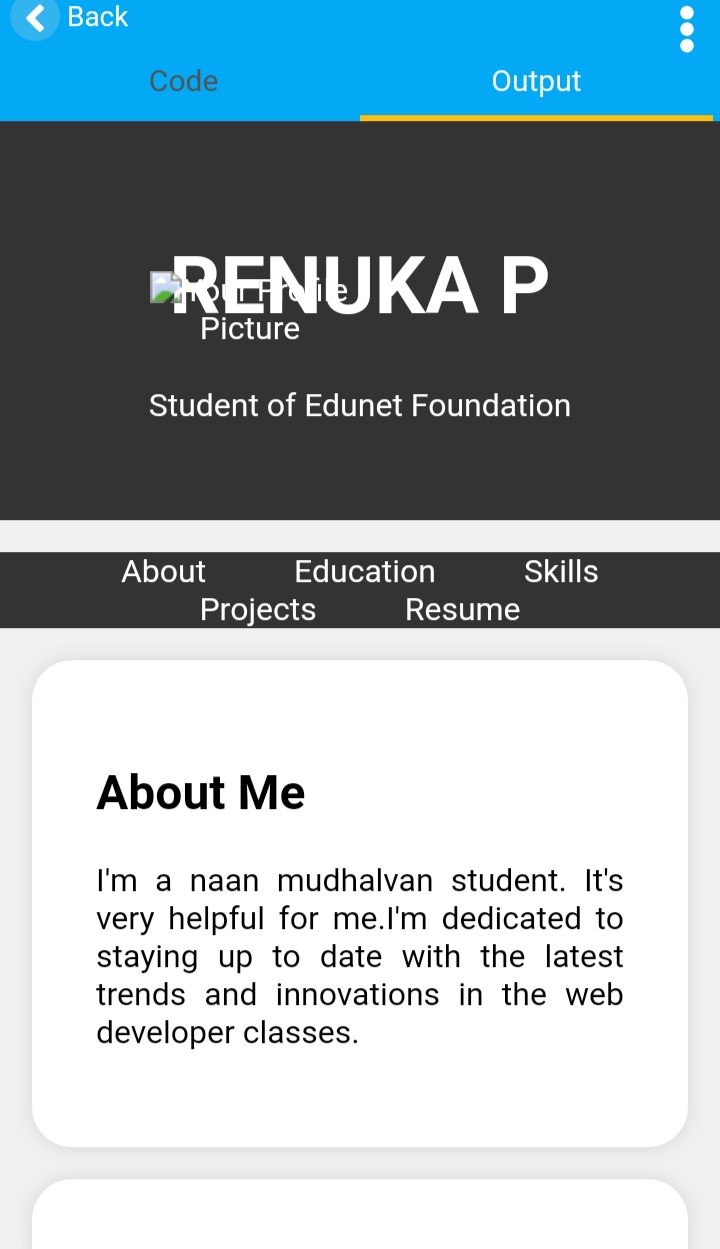 Back
Code
Output
RENUKA P
Your Profile
Picture
Student of Edunet Foundation
About Education Skills
Projects Resume
About Me
I'm a naan mudhalvan student. It's
very helpful for me.I'm dedicated to
staying up to date with the latest
trends and innovations in the web
developer classes.